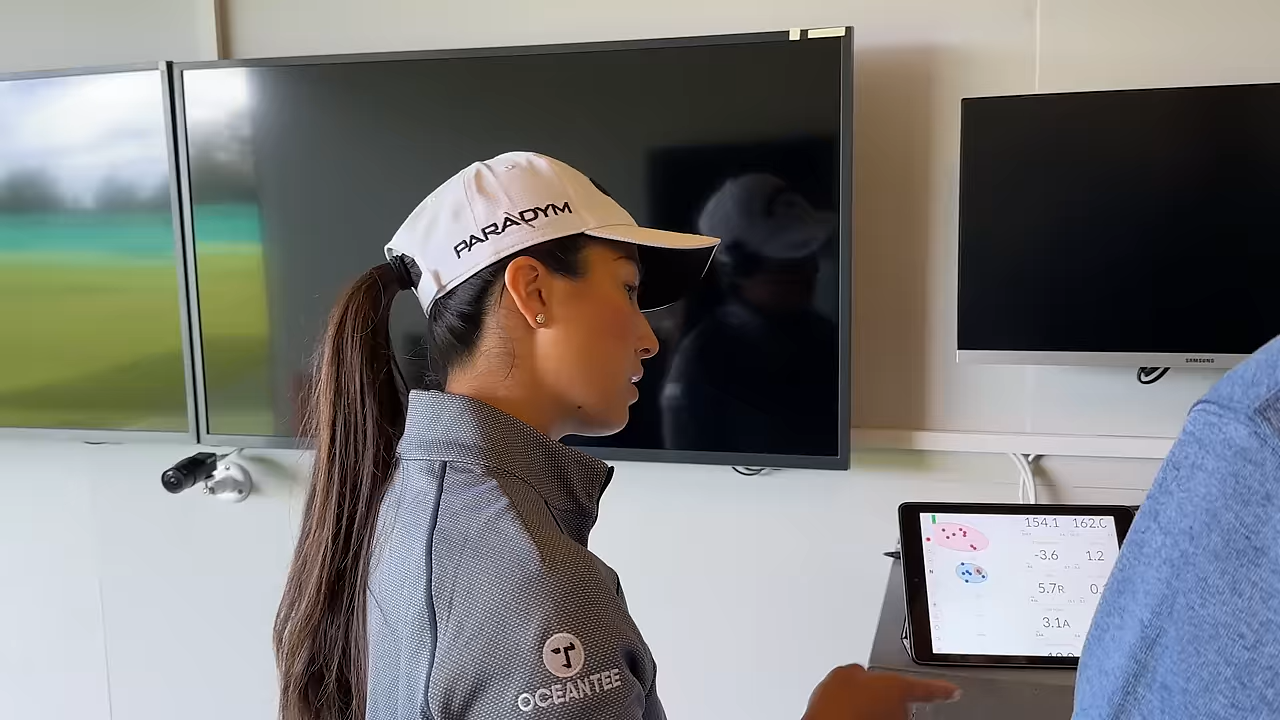 PARADYM
SAMSUNG
154.1 162.0
-3.6 1.2
5.7R
3.1A
OCEANTEE